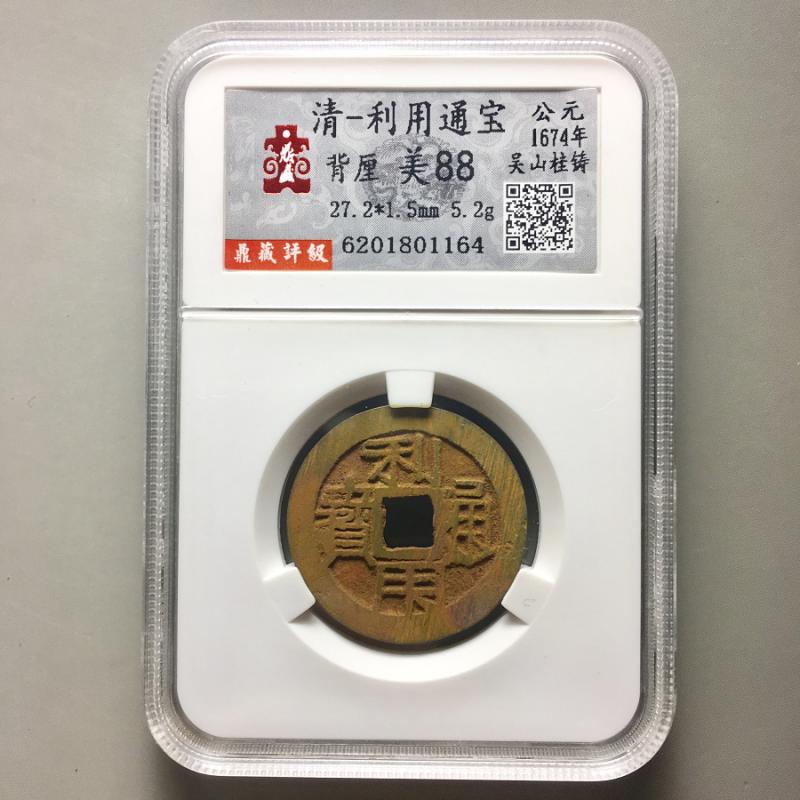 清-利用通宝
背厘 美88
27.2*1.5mm 5.2g
鼎藏評級 6201801164
公元
1674年
吴山桂铸
利用通寶